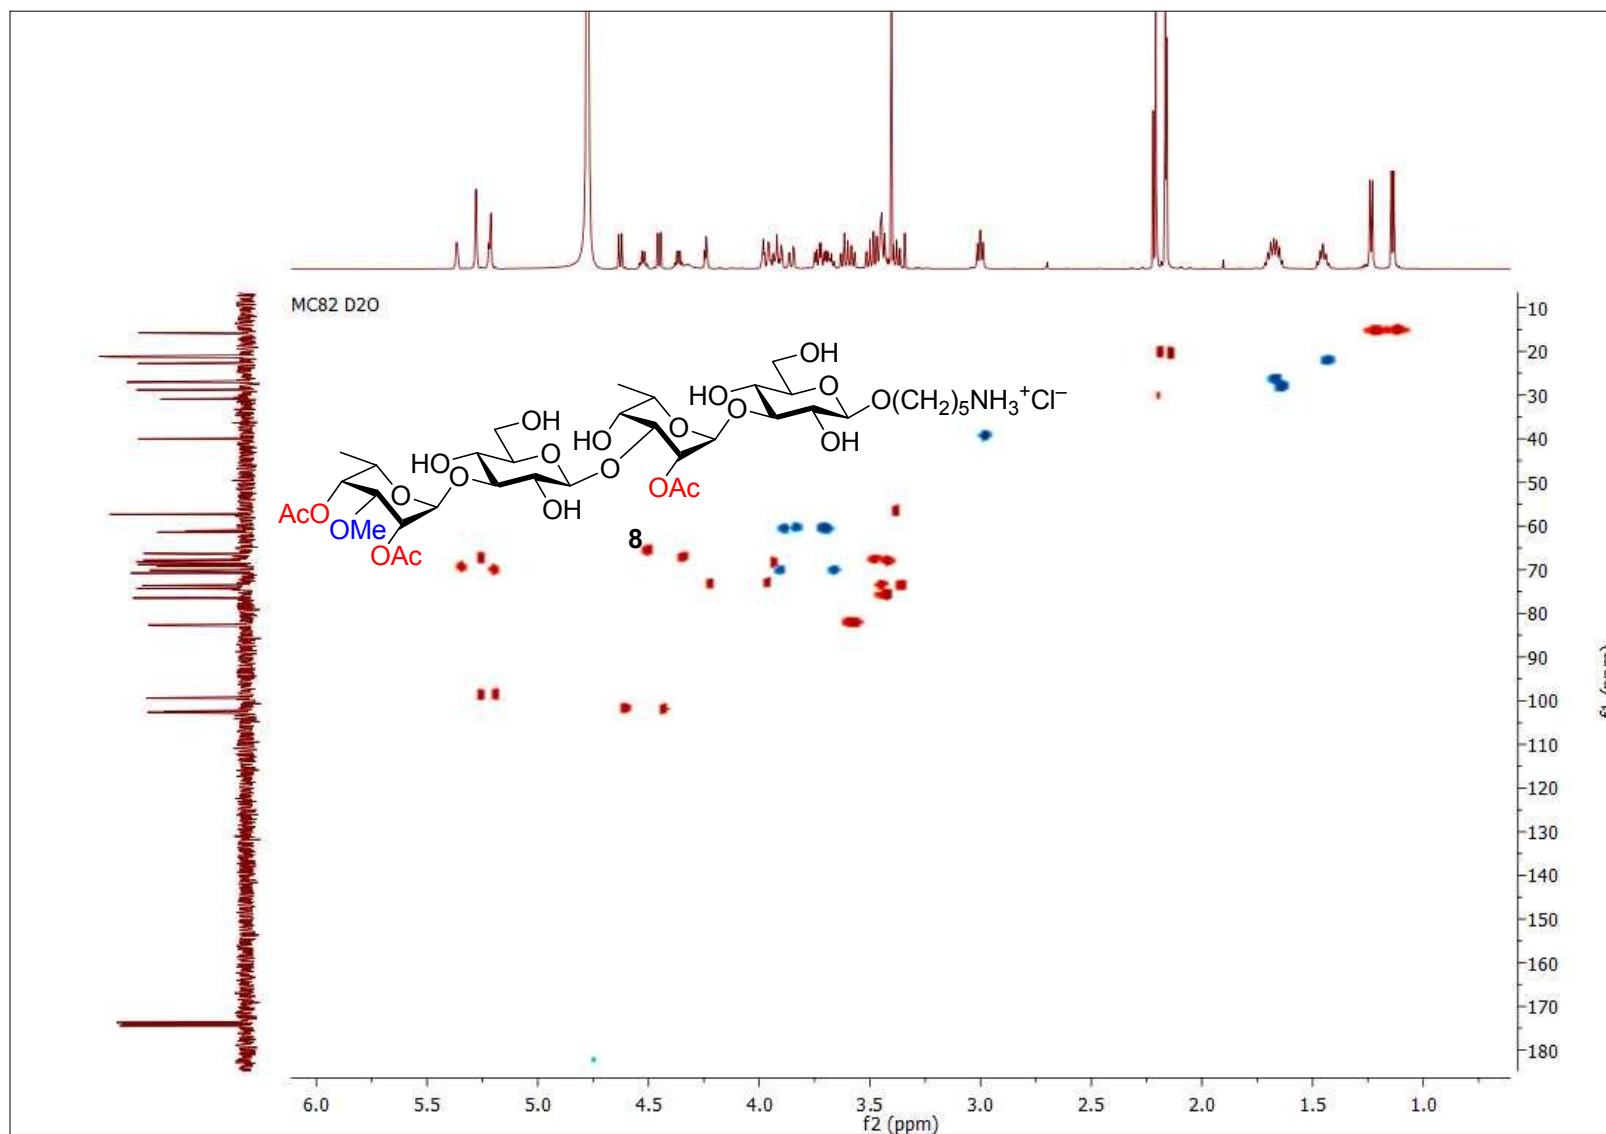 MC82 D2O
OH
HO
O
O
O(CH2)5NH3+Cl−
OH
OH
HO
O
O
OAc
HO
O
O
OH
AcO
O
OMe
OAc
8
10
20
30
40
50
60
70
80
90
100
110
120
130
140
150
160
170
180
6.0 5.5 5.0 4.5 4.0 3.5 3.0 2.5 2.0 1.5 1.0
f2 (ppm)
f1 (ppm)